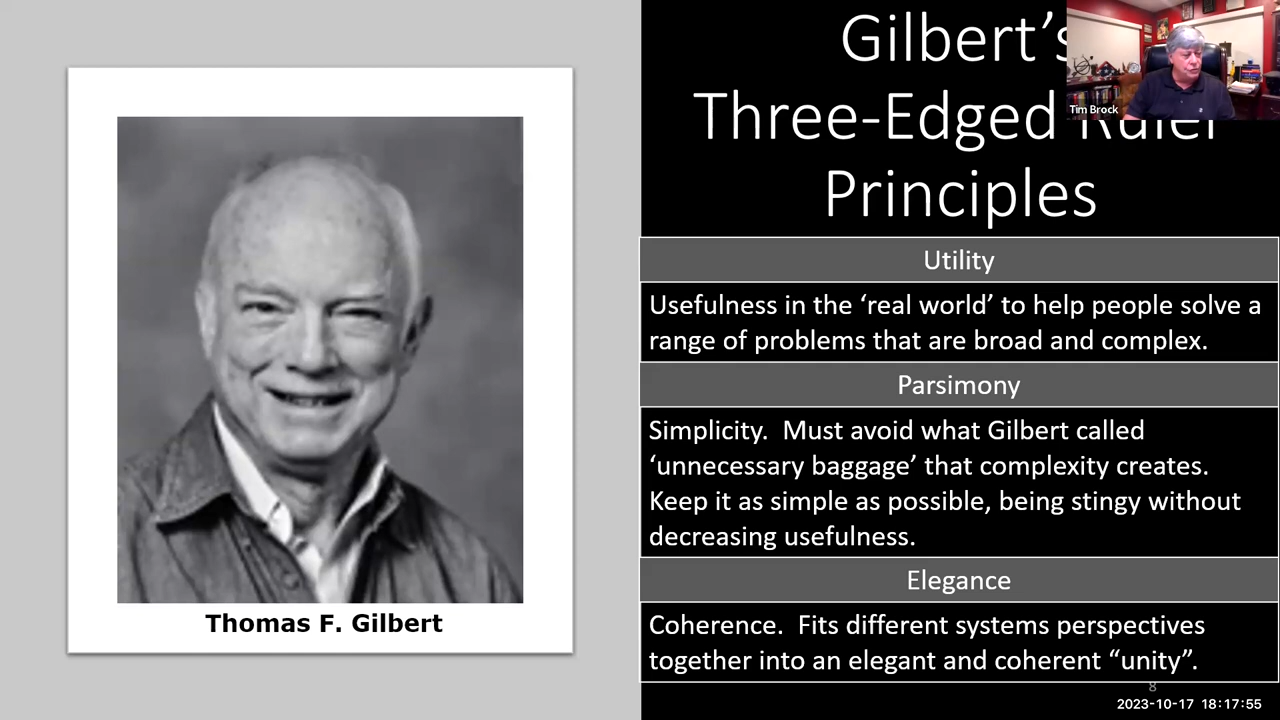 Gilbert’s
Three-Edged Ruler
Principles
Tim Brock
Utility
Usefulness in the ‘real world’ to help people solve a
range of problems that are broad and complex.
Parsimony
Simplicity.  Must avoid what Gilbert called
‘unnecessary baggage’ that complexity creates.
Keep it as simple as possible, being stingy without
decreasing usefulness.
Elegance
Coherence.  Fits different systems perspectives
together into an elegant and coherent “unity”.
Thomas F. Gilbert
8
2023-10-17 18:17:55